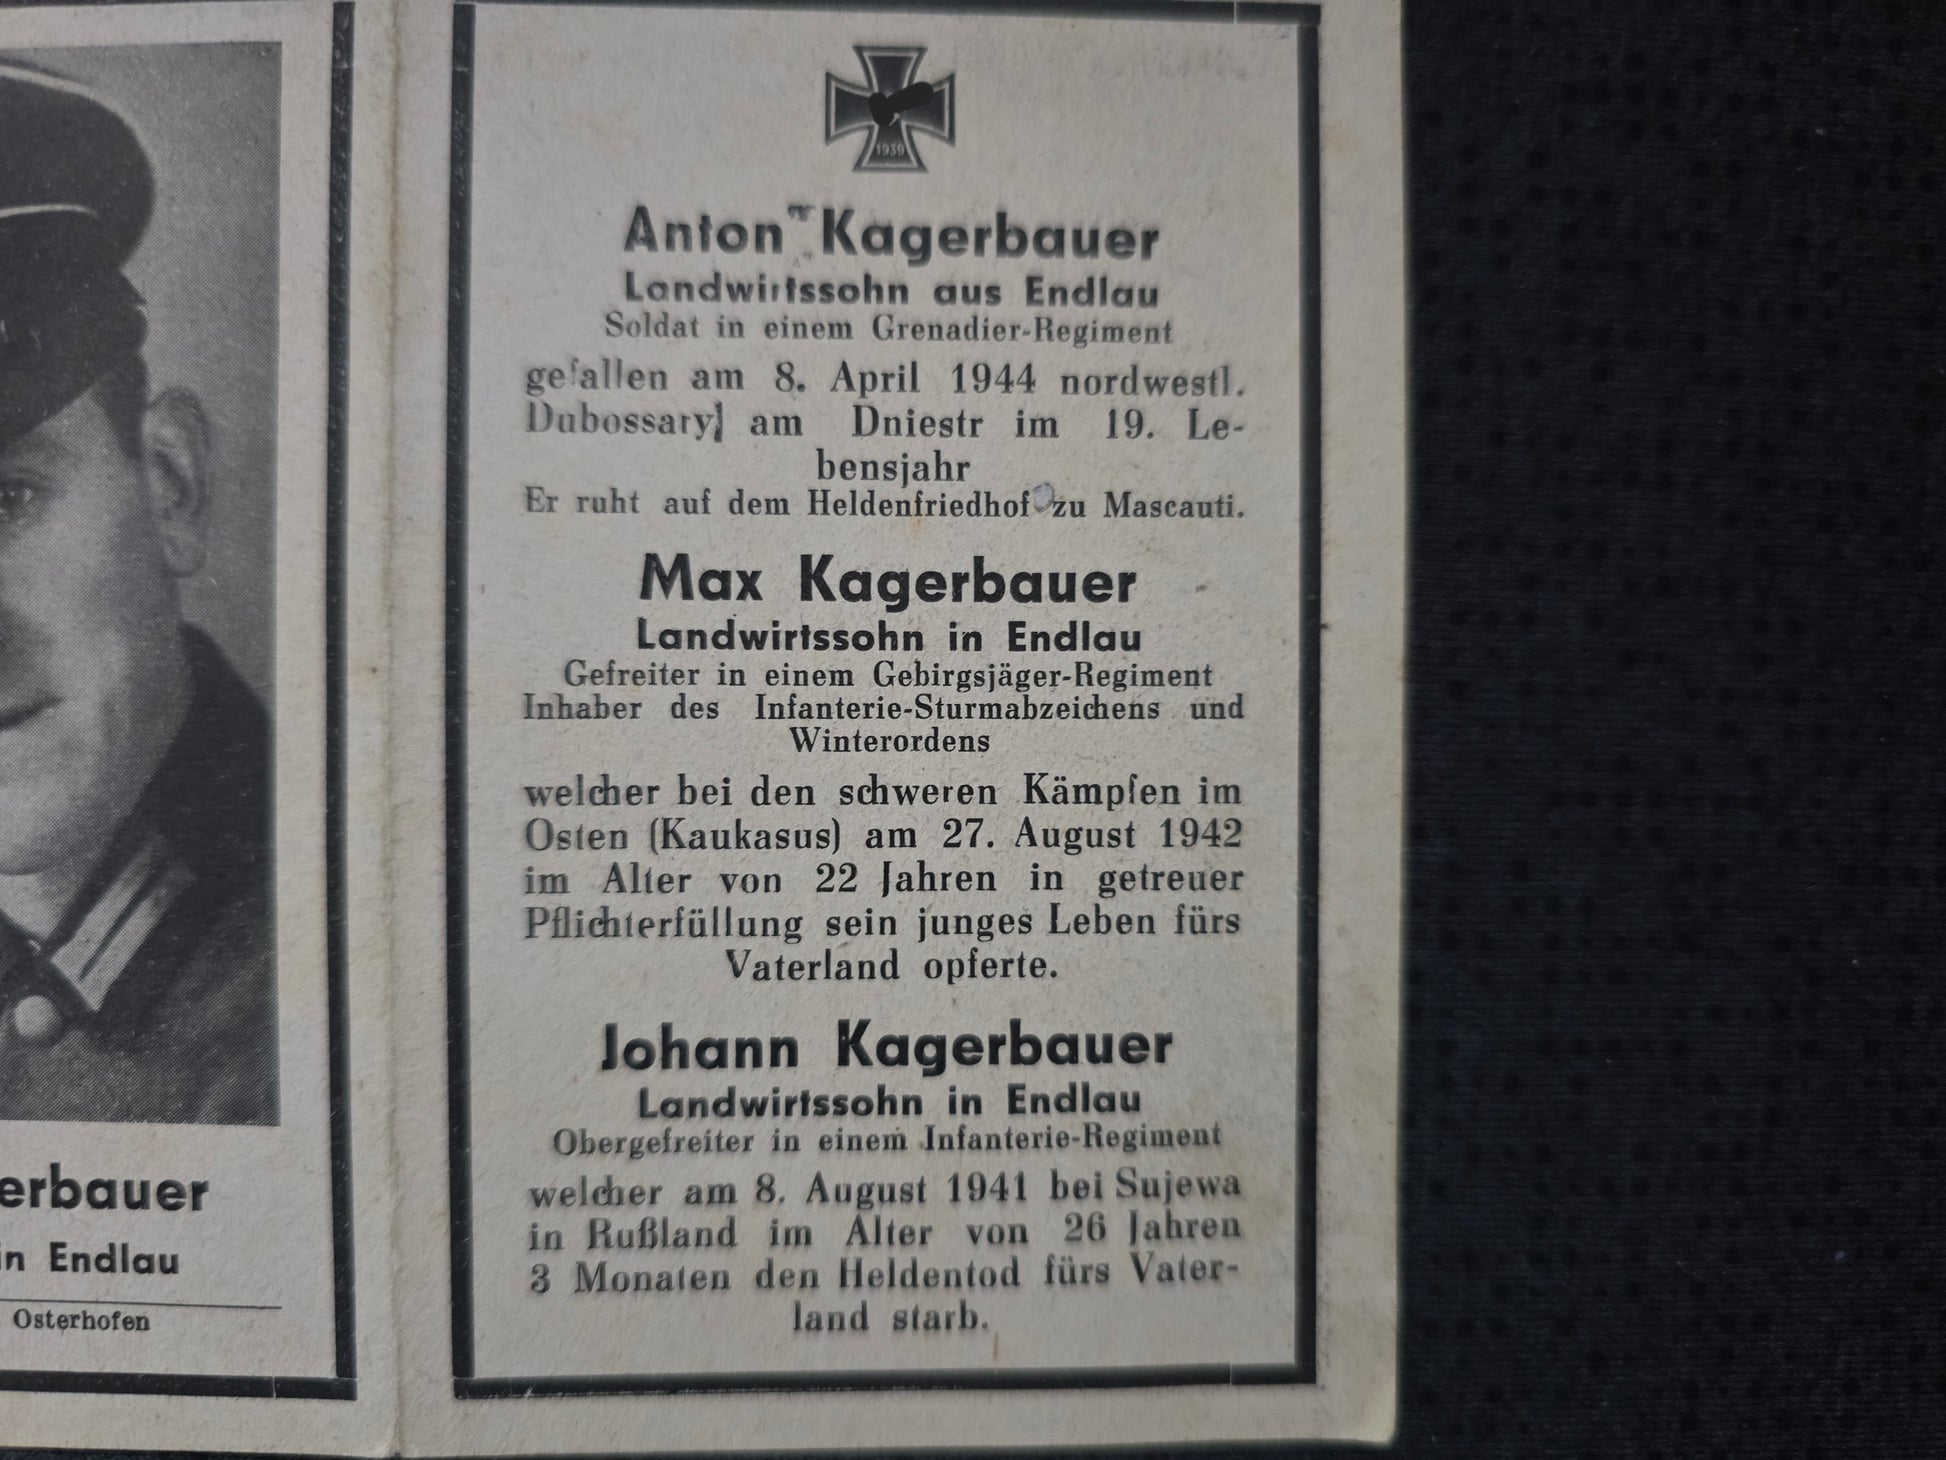 erbauer
in Endlau
Osterhofen
1939
Anton Kagerbauer
Landwirtssohn aus Endlau
Soldat in einem Grenadier-Regiment
gefallen am 8. April 1944 nordwestl.
Dubossary am Dniestr im 19. Le-
bensjahr
Er ruht auf dem Heldenfriedhof zu Mascauti.
Max Kagerbauer
Landwirtssohn in Endlau
Gefreiter in einem Gebirgsjäger-Regiment
Inhaber des Infanterie-Sturmabzeichens und
Winterordens
welcher bei den schweren Kämpfen im
Osten (Kaukasus) am 27. August 1942
im Alter von 22 Jahren in getreuer
Pflichterfüllung sein junges Leben fürs
Vaterland opferte.
Johann Kagerbauer
Landwirtssohn in Endlau
Obergefreiter in einem Infanterie-Regiment
welcher am 8. August 1941 bei Sujewa
in Rußland im Alter von 26 Jahren
3 Monaten den Heldentod fürs Vater-
land starb.